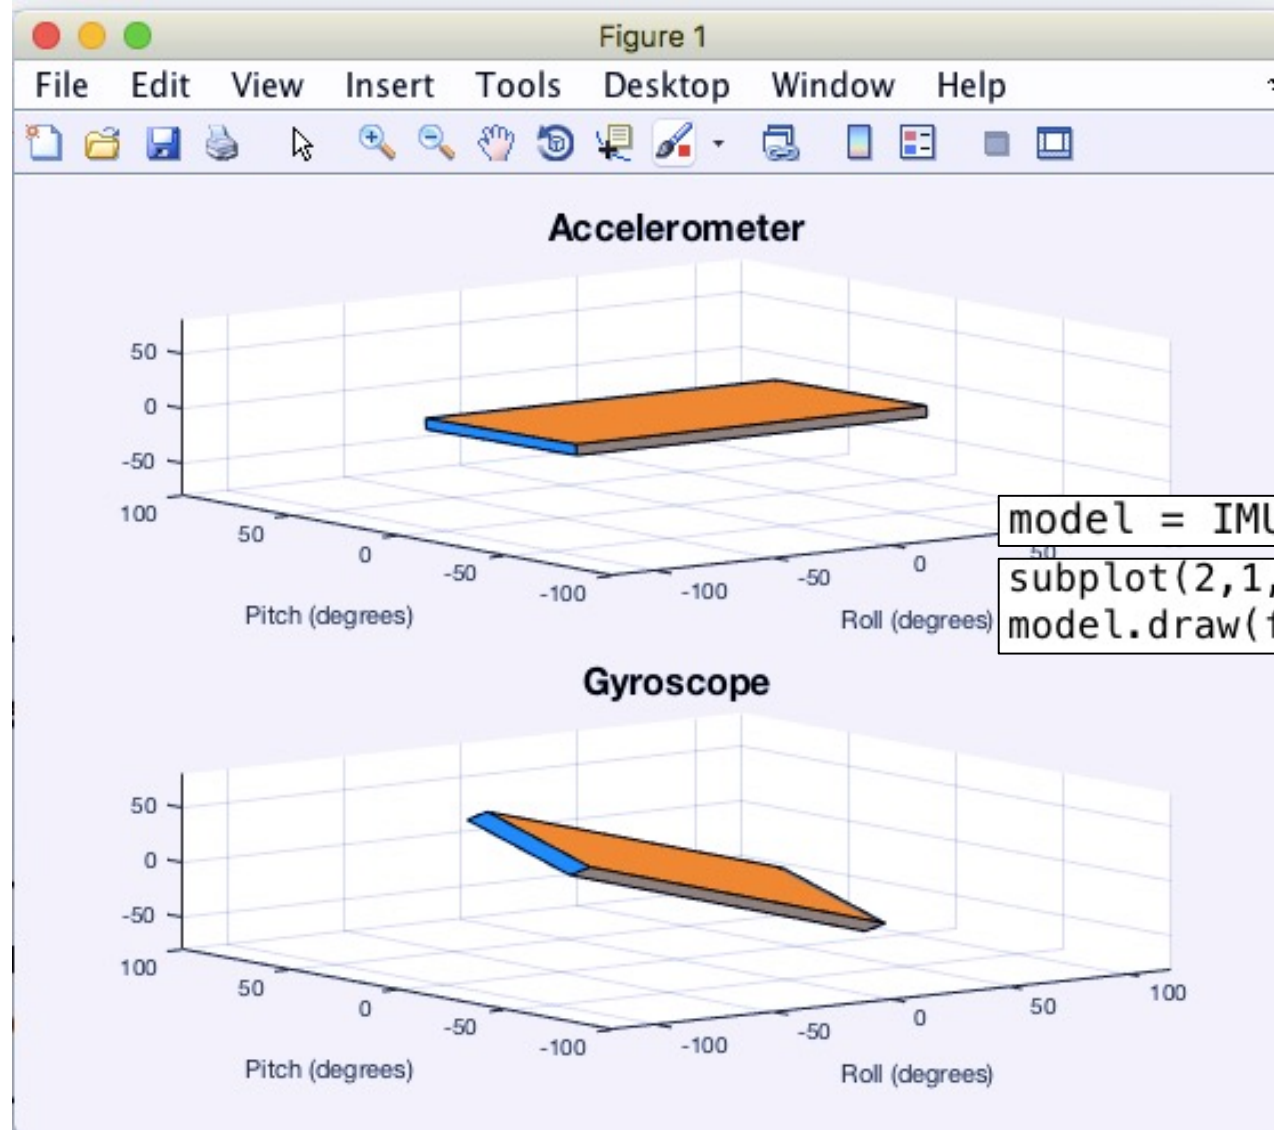 Figure 1
File Edit View Insert Tools Desktop Window Help
Accelerometer
50
0
-50
100
50
0
-50
-100
-100
-50
0
50
Pitch (degrees)
Roll (degrees)
model = IMU
subplot(2,1,
model.draw(f
Gyroscope
50
0
-50
100
50
0
-50
-100
-100
-50
0
50
100
Pitch (degrees)
Roll (degrees)